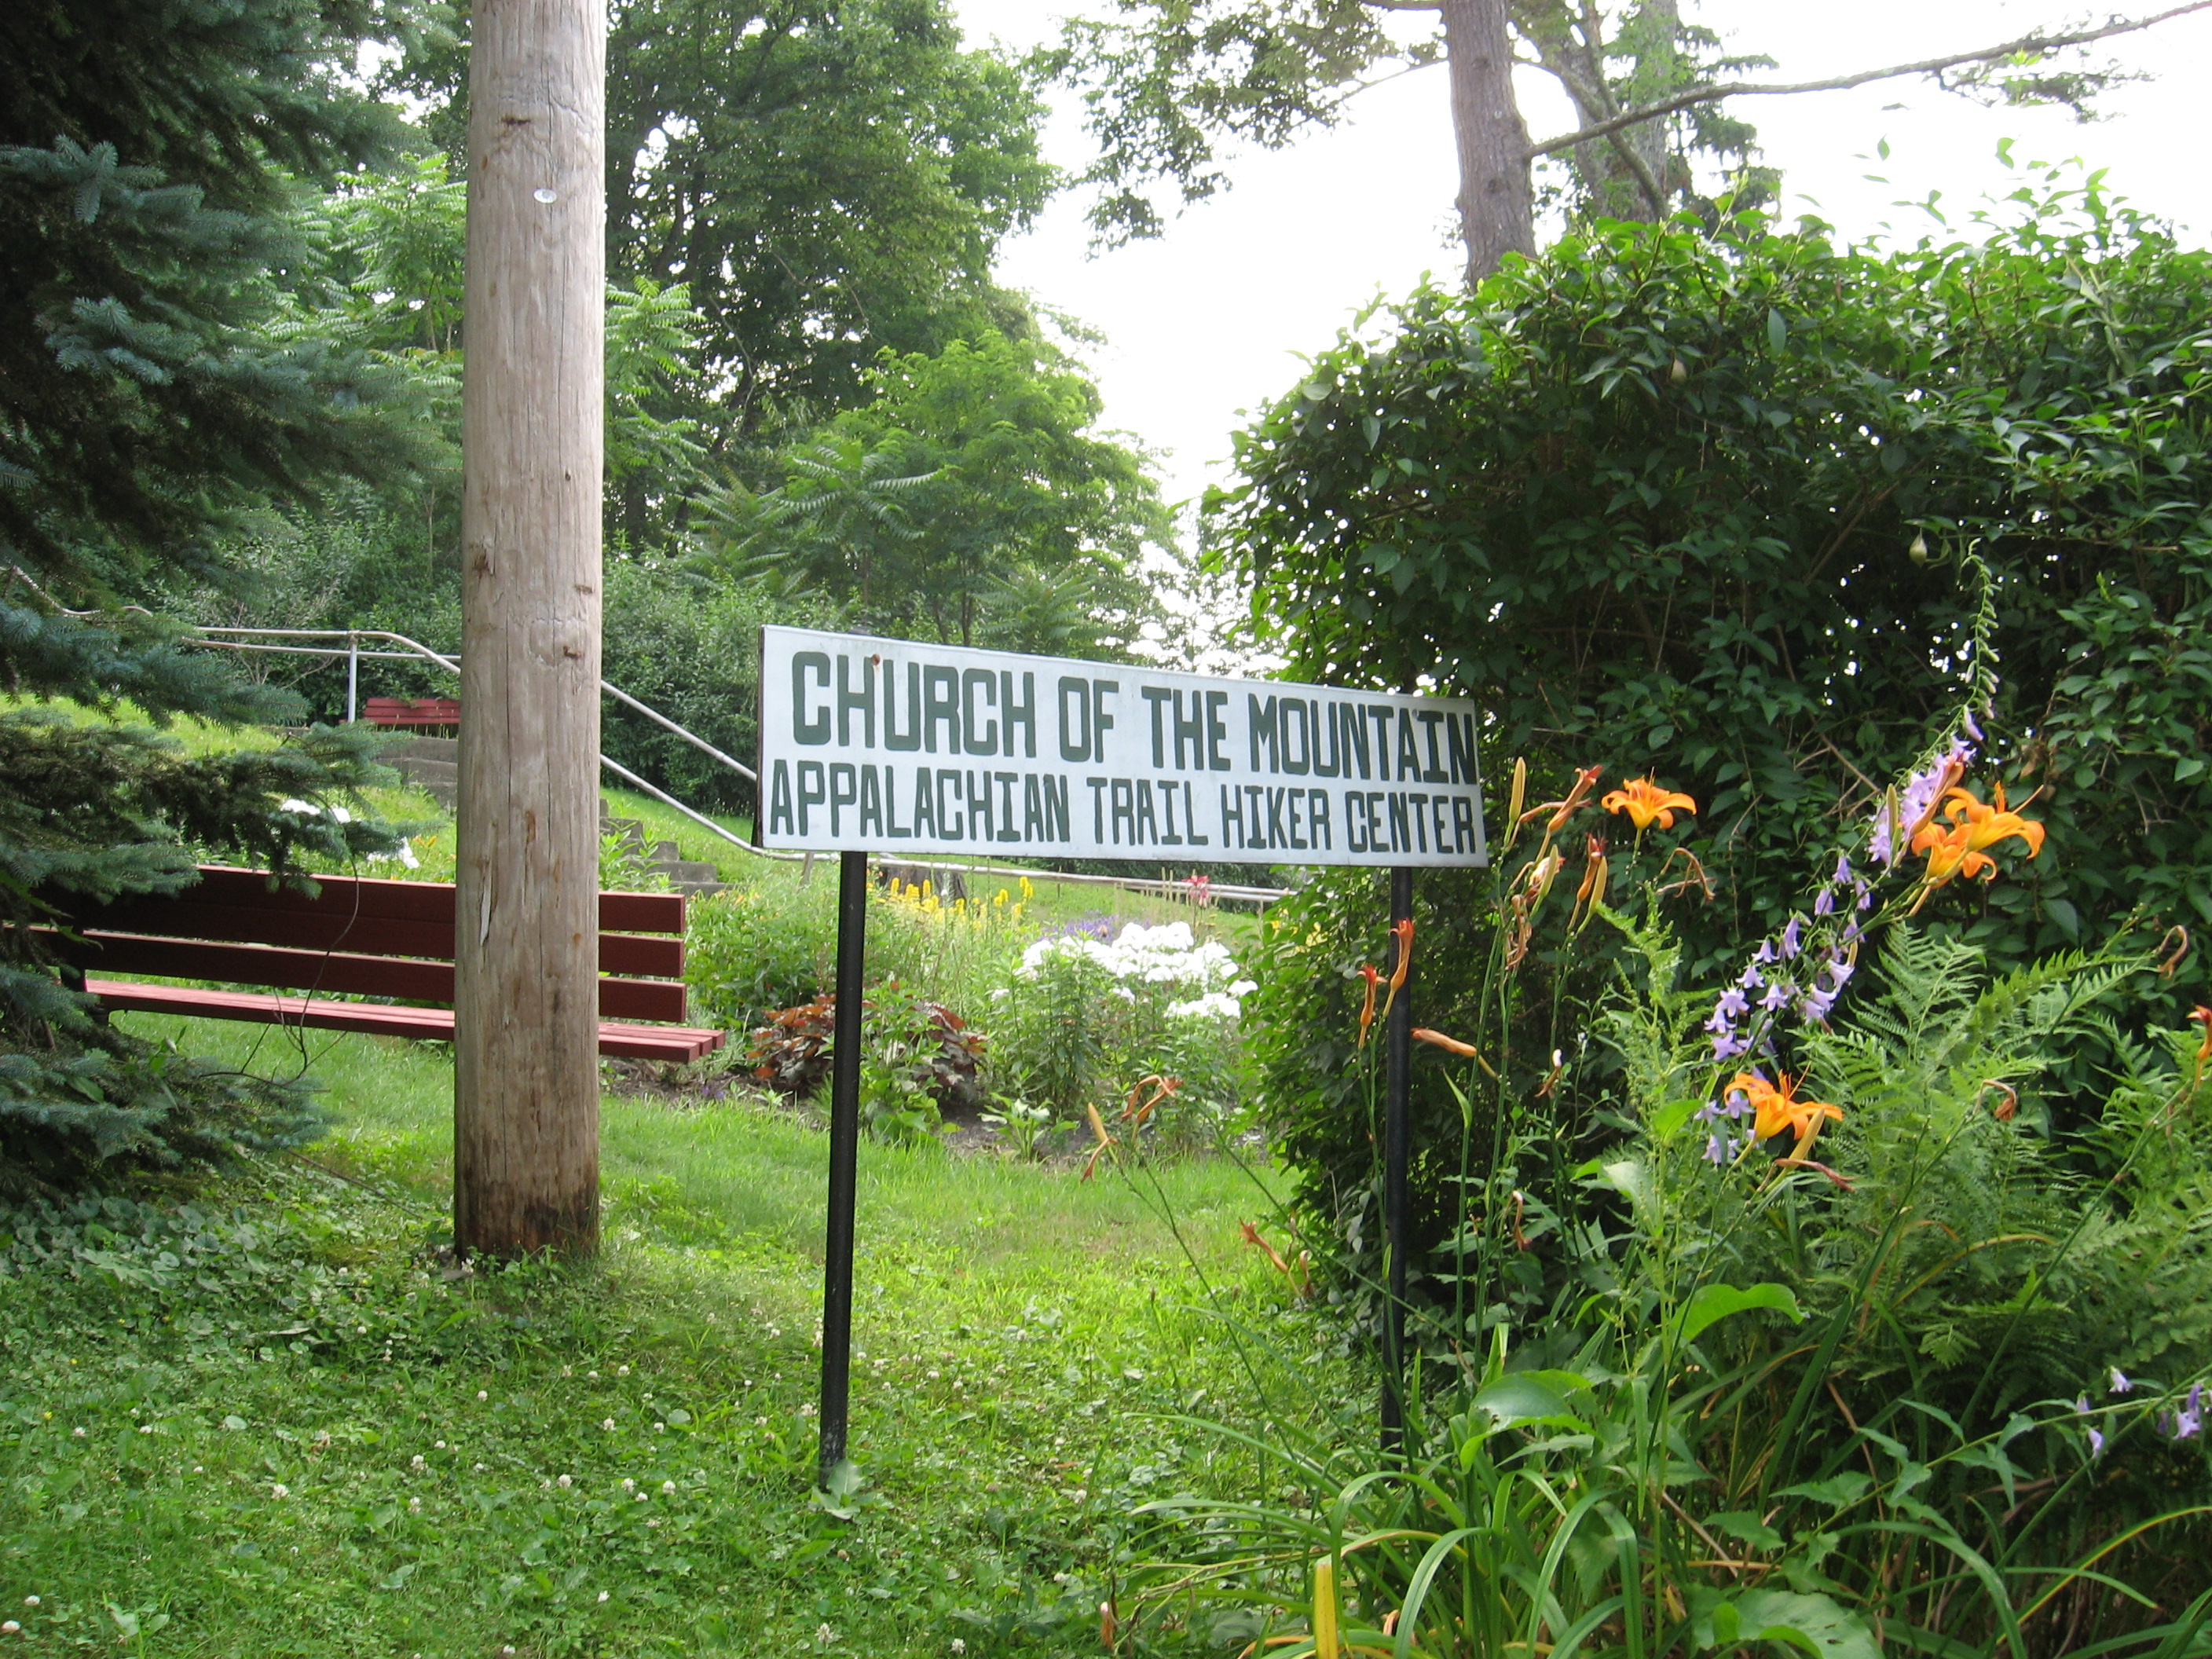 CHURCH OF THE MOUNTAIN
APPALACHIAN TRAIL HIKER CENTER